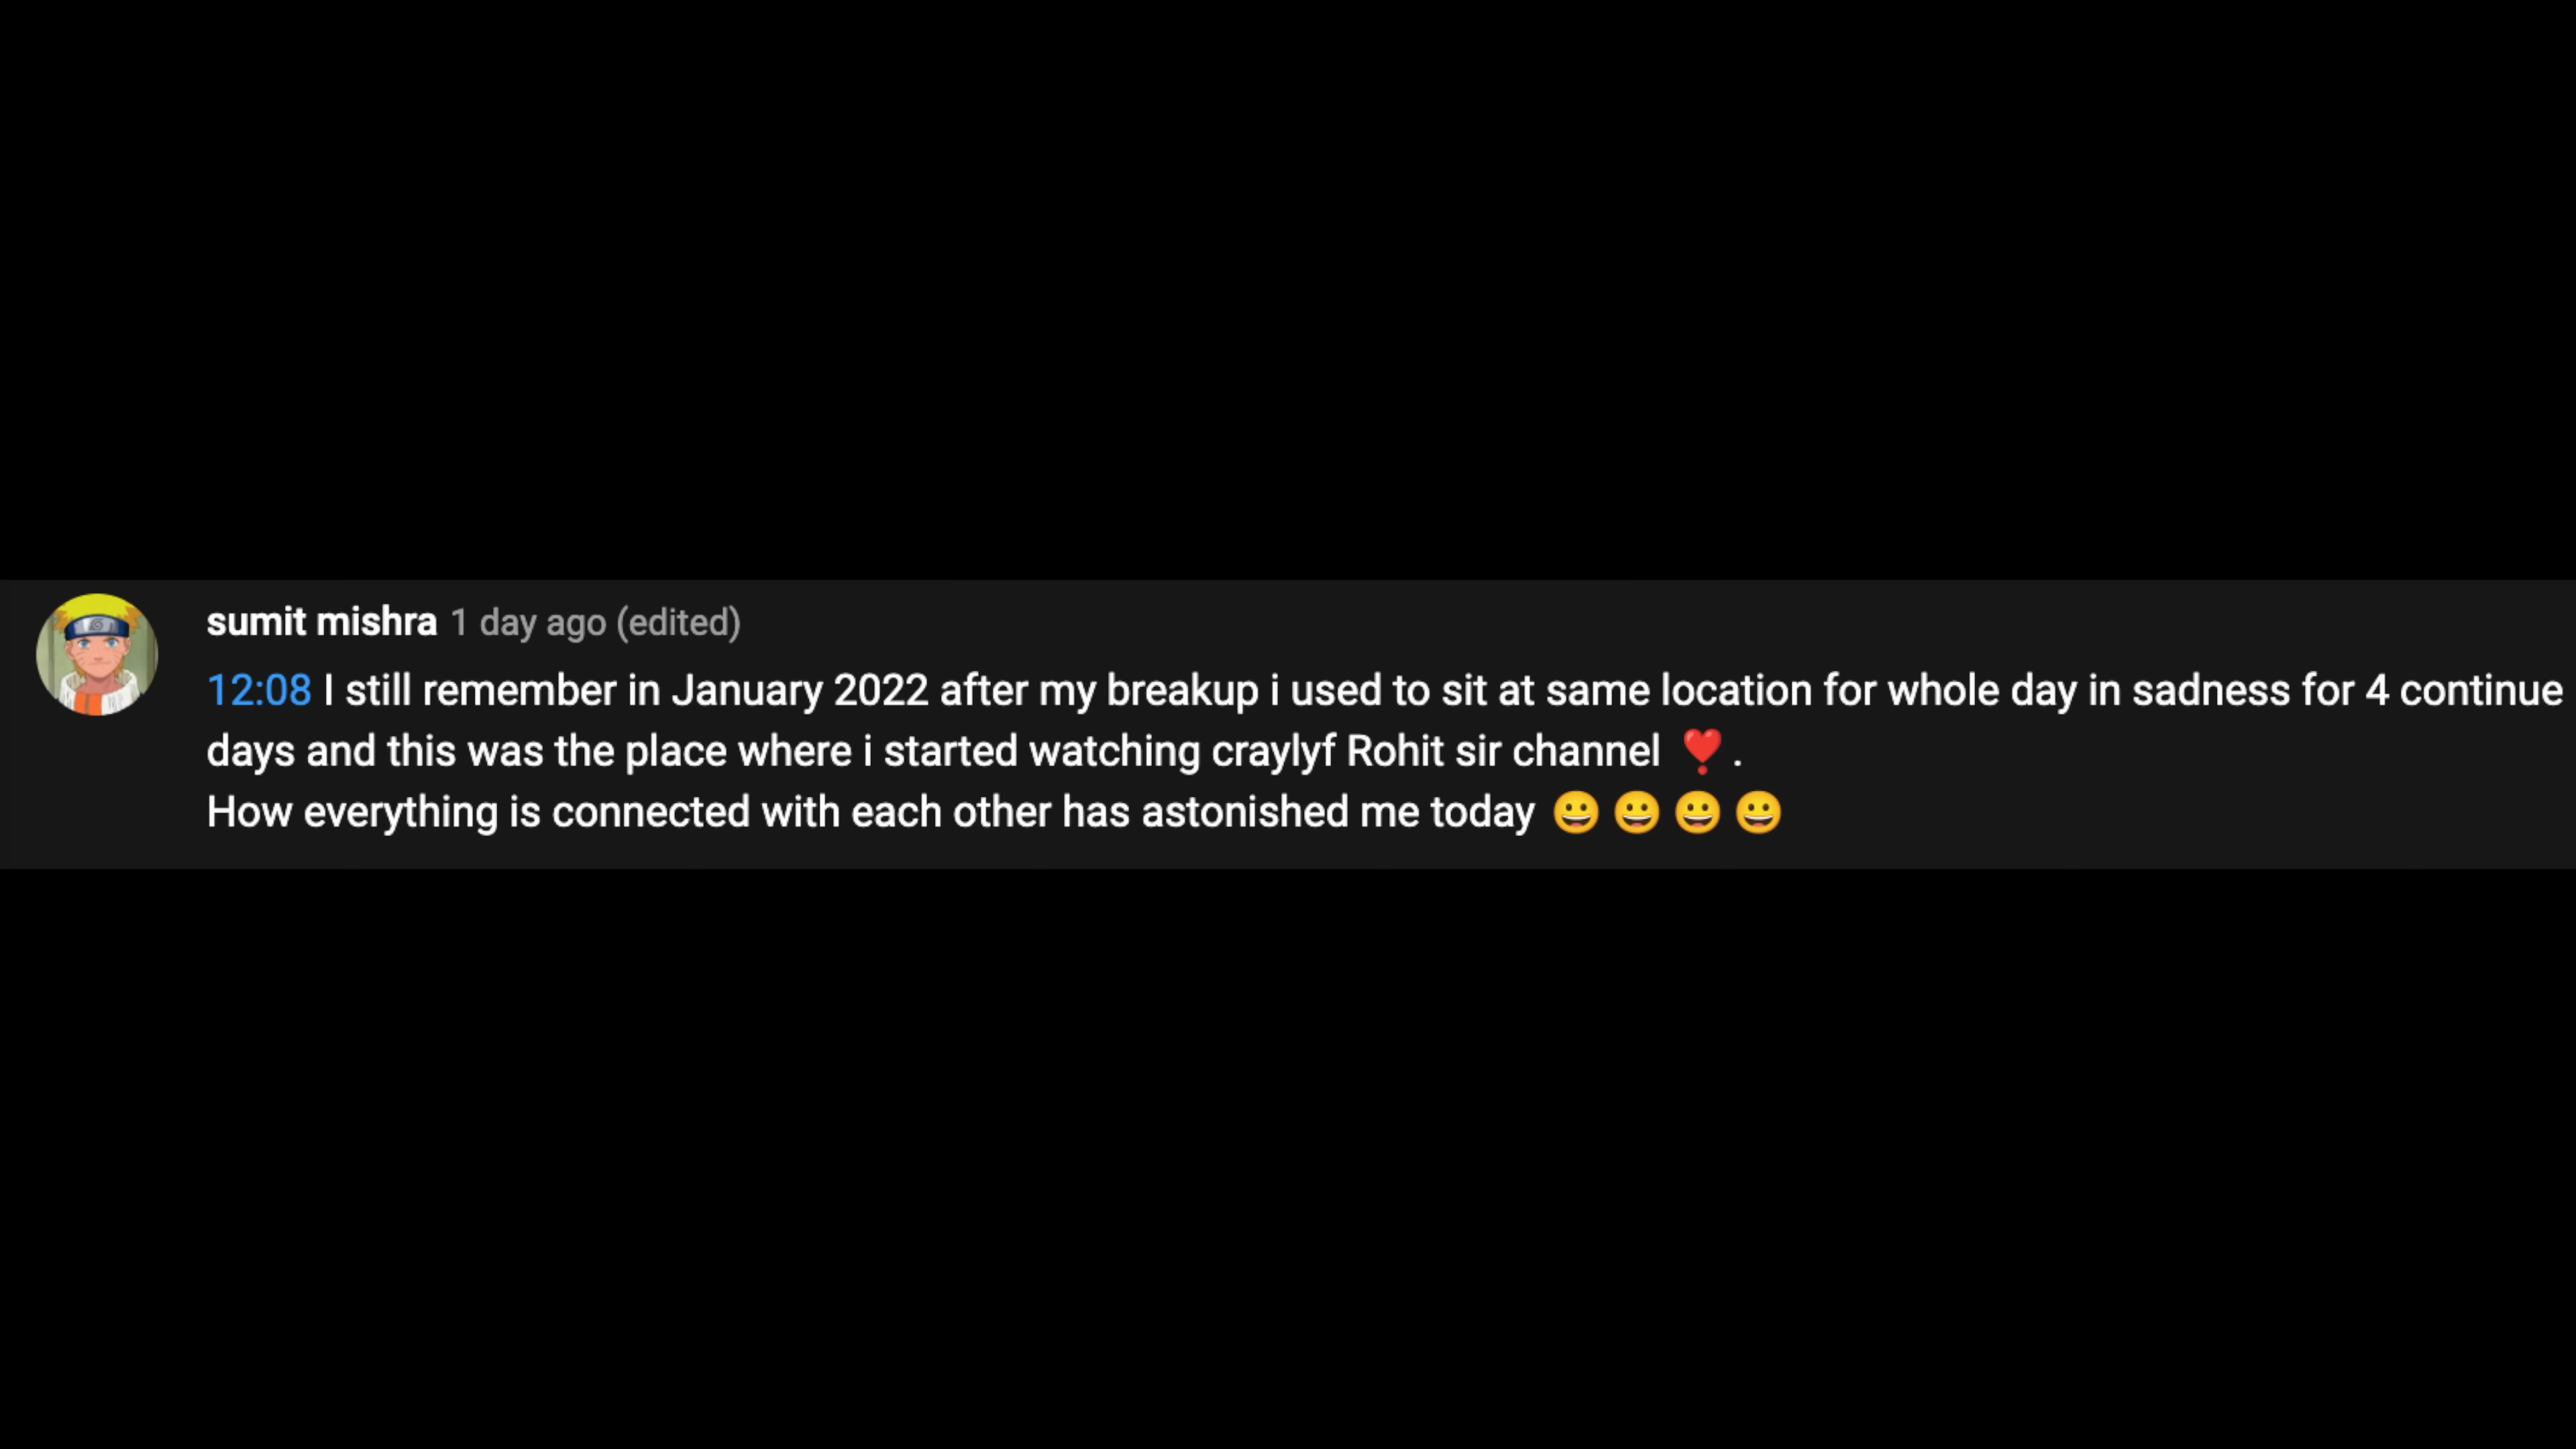 sumit mishra 1 day ago (edited)
12:08 I still remember in January 2022 after my breakup i used to sit at same location for whole day in sadness for 4 continue
days and this was the place where i started watching craylyf Rohit sir channel ❣️ .
How everything is connected with each other has astonished me today 😀 😀 😀 😀